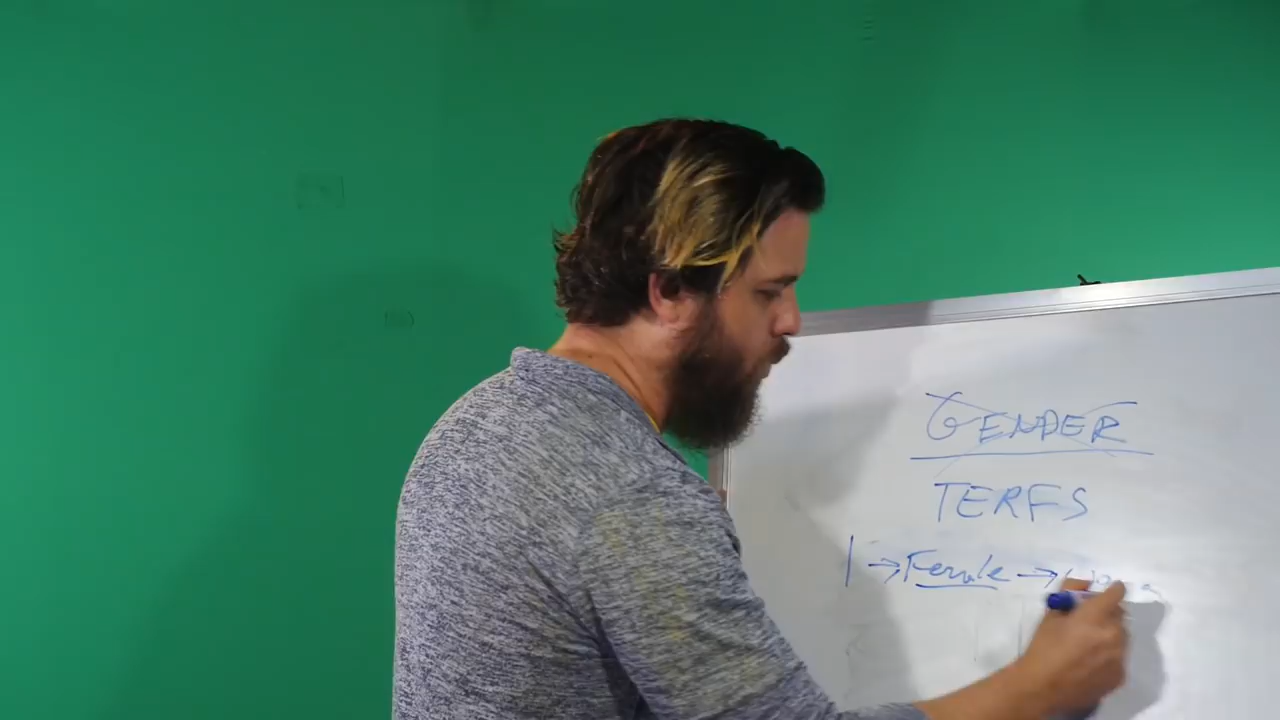 GENDER
TERFS
| → Female →